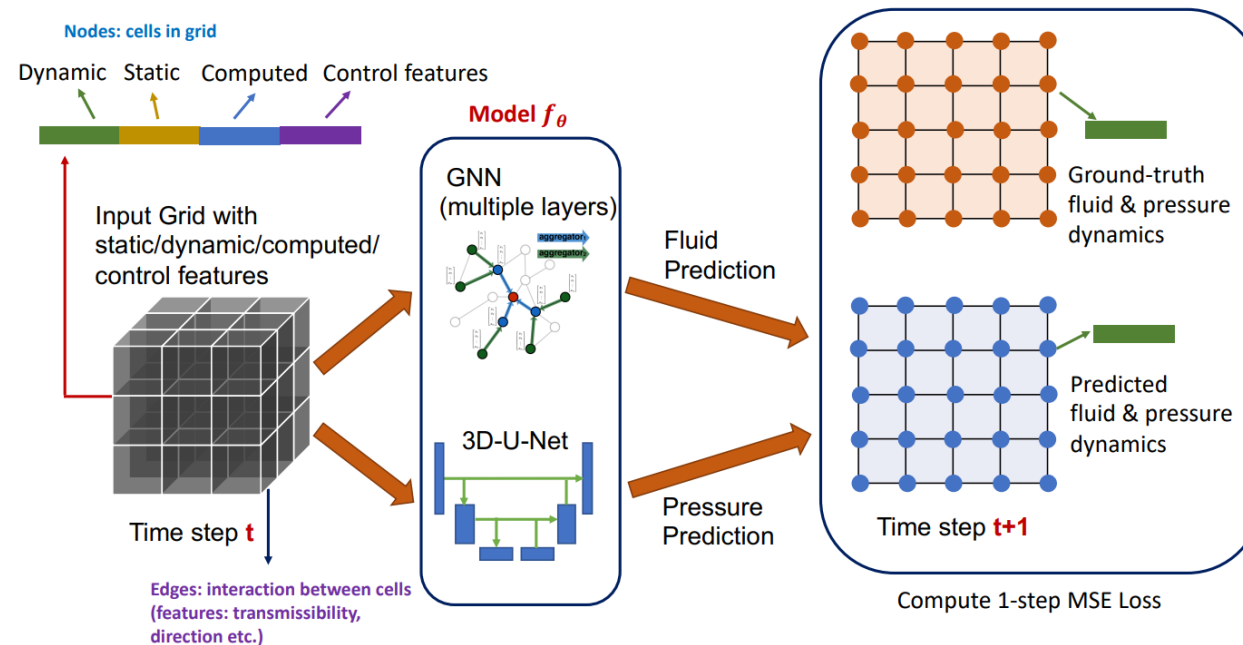 Nodes: cells in grid
Dynamic Static Computed Control features
Input Grid with
static/dynamic/computed/
control features
Time step t
Edges: interaction between cells
(features: transmissibility,
direction etc.)
Model fθ
GNN
(multiple layers)
aggregator
aggregator
3D-U-Net
Fluid
Prediction
Pressure
Prediction
Ground-truth
fluid & pressure
dynamics
Predicted
fluid & pressure
dynamics
Time step t+1
Compute 1-step MSE Loss